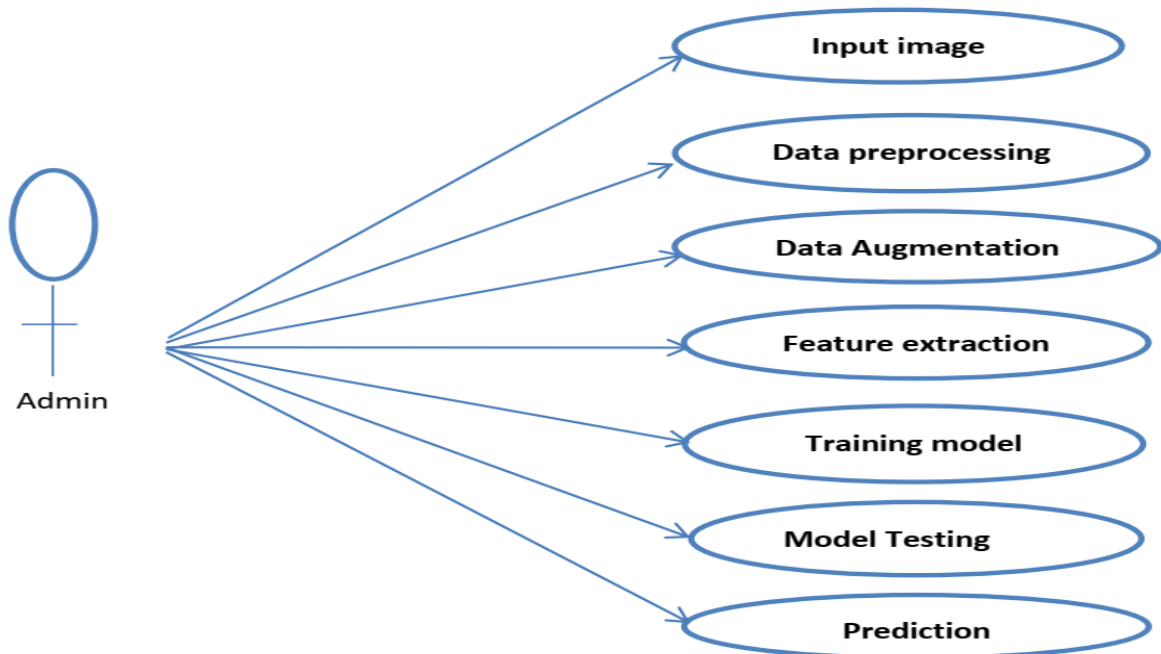 Input image
Data preprocessing
Data Augmentation
Feature extraction
Admin
Training model
Model Testing
Prediction